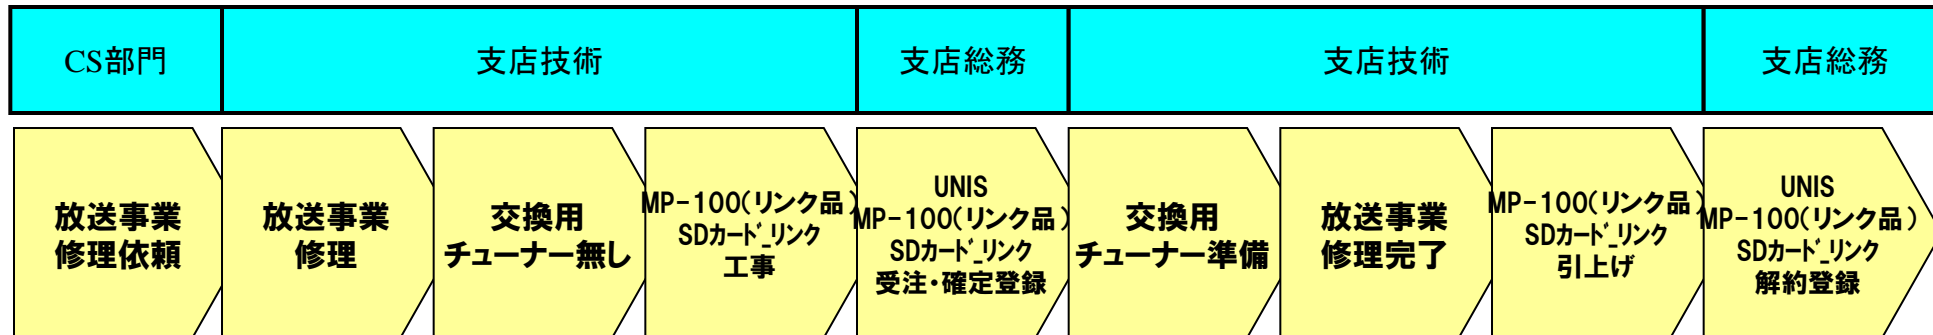 CS部門
支店技術
支店総務
支店技術
支店総務
放送事業
修理依頼
放送事業
修理
交換用
チューナー無し
MP-100(リンク品)
SDｶｰﾄﾞ_ﾘﾝｸ
工事
UNIS
MP-100(リンク品)
SDｶｰﾄﾞ_ﾘﾝｸ
受注・確定登録
交換用
チューナー準備
放送事業
修理完了
MP-100(リンク品)
SDｶｰﾄﾞ_ﾘﾝｸ
引上げ
UNIS
MP-100(リンク品)
SDｶｰﾄﾞ_ﾘﾝｸ
解約登録